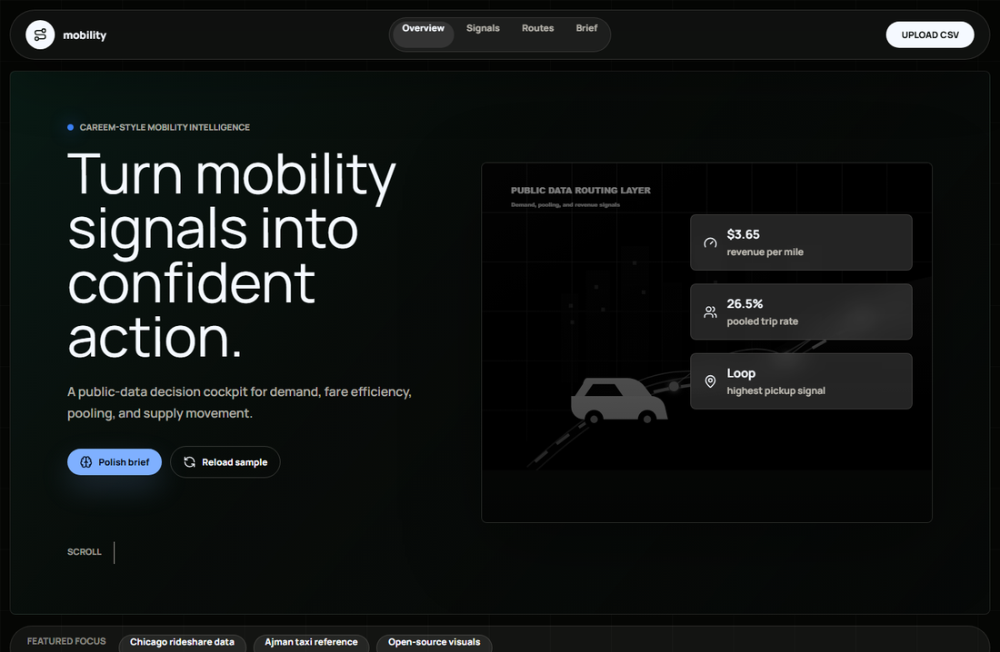 mobility
Overview
Signals
Routes
Brief
UPLOAD CSV
CAREEM-STYLE MOBILITY INTELLIGENCE
Turn mobility
signals into
confident
action.
A public-data decision cockpit for demand, fare efficiency,
pooling, and supply movement.
Polish brief
Reload sample
SCROLL
PUBLIC DATA ROUTING LAYER
Demand, pooling, and revenue signals
$3.65
revenue per mile
26.5%
pooled trip rate
Loop
highest pickup signal
FEATURED FOCUS
Chicago rideshare data
Ajman taxi reference
Open-source visuals